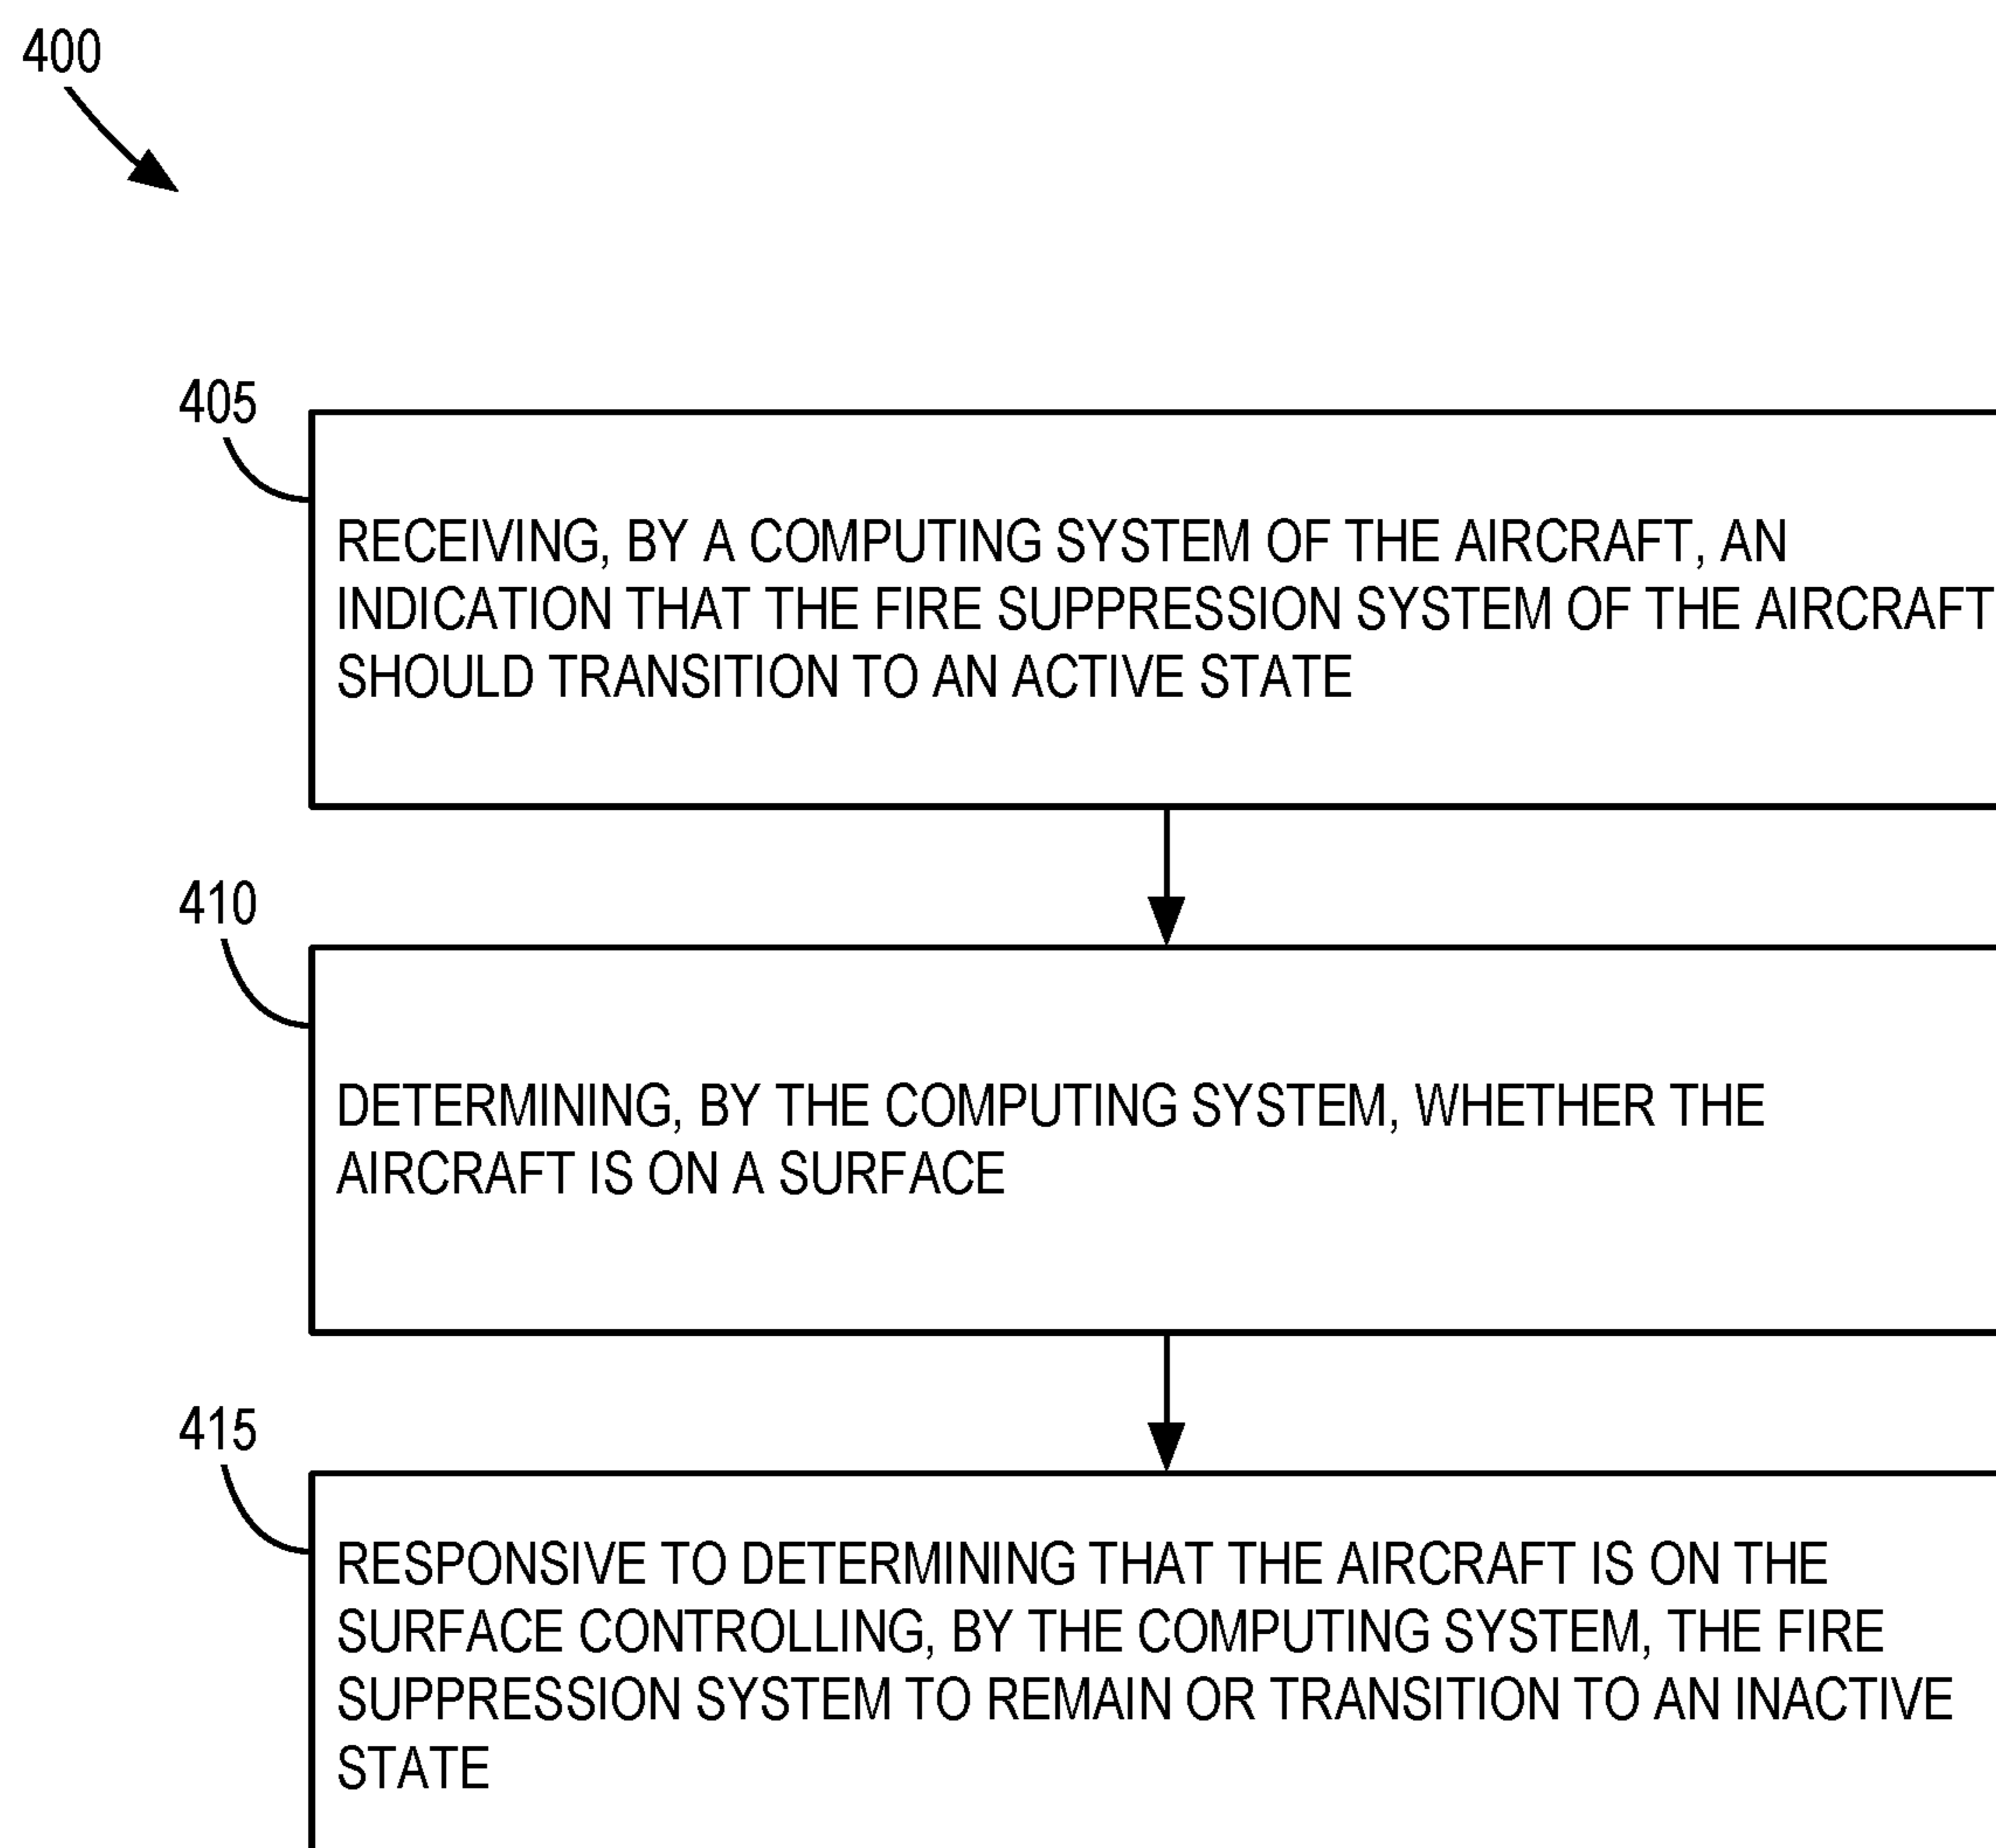 400
405
RECEIVING, BY A COMPUTING SYSTEM OF THE AIRCRAFT, AN
INDICATION THAT THE FIRE SUPPRESSION SYSTEM OF THE AIRCRAFT
SHOULD TRANSITION TO AN ACTIVE STATE
410
DETERMINING, BY THE COMPUTING SYSTEM, WHETHER THE
AIRCRAFT IS ON A SURFACE
415
RESPONSIVE TO DETERMINING THAT THE AIRCRAFT IS ON THE
SURFACE CONTROLLING, BY THE COMPUTING SYSTEM, THE FIRE
SUPPRESSION SYSTEM TO REMAIN OR TRANSITION TO AN INACTIVE
STATE